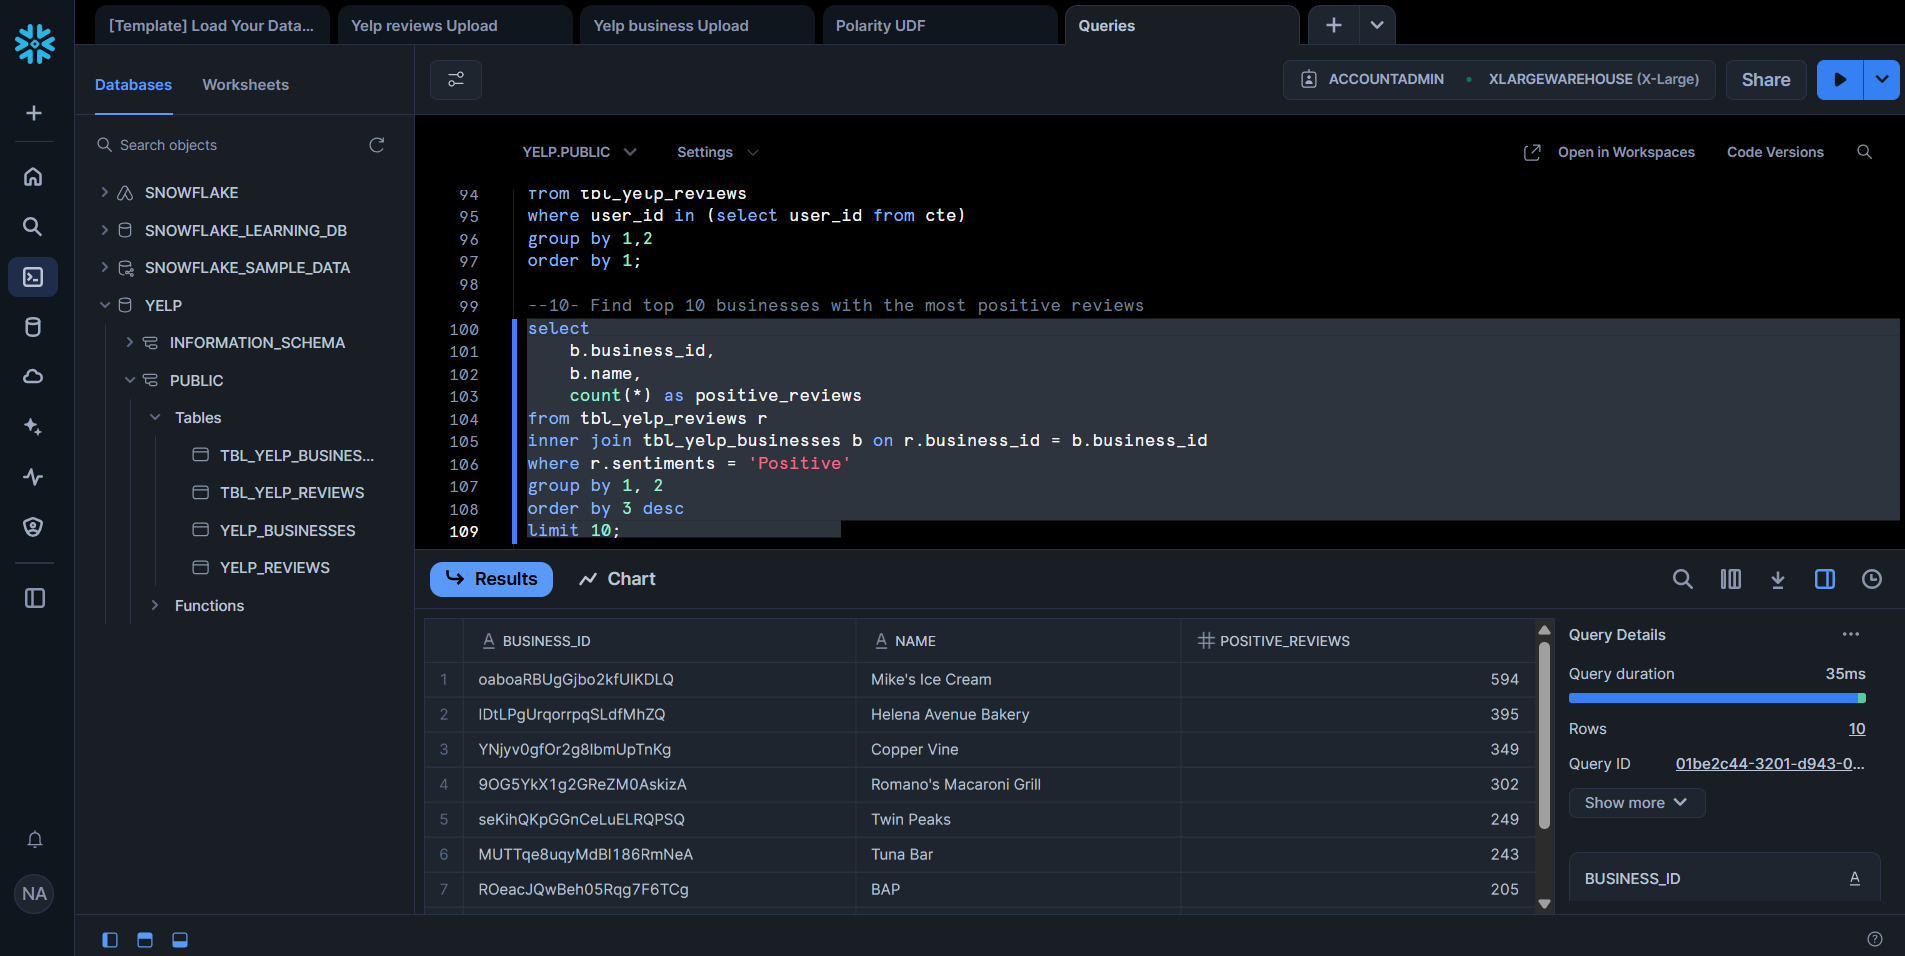 [Template] Load Your Data...
Yelp reviews Upload
Yelp business Upload
Polarity UDF
Queries
Databases
Worksheets
ACCOUNTADMIN
XLARGEWAREHOUSE (X-Large)
Share
Search objects
SNOWFLAKE
SNOWFLAKE_LEARNING_DB
SNOWFLAKE_SAMPLE_DATA
YELP
INFORMATION_SCHEMA
PUBLIC
Tables
TBL_YELP_BUSINES...
TBL_YELP_REVIEWS
YELP_BUSINESSES
YELP_REVIEWS
Functions
NA
YELP.PUBLIC
Settings
Open in Workspaces
Code Versions
94 from tbl_yelp_reviews
95 where user_id in (select user_id from cte)
96 group by 1,2
97 order by 1;
98
99 --10- Find top 10 businesses with the most positive reviews
100 select
101 b.business_id,
102 b.name,
103 count(*) as positive_reviews
104 from tbl_yelp_reviews r
105 inner join tbl_yelp_businesses b on r.business_id = b.business_id
106 where r.sentiments = 'Positive'
107 group by 1, 2
108 order by 3 desc
109 limit 10;
Results
Chart
A BUSINESS_ID A NAME # POSITIVE_REVIEWS
1 oaboaRBUgGjbo2kfUIKDLQ Mike's Ice Cream 594
2 IDtLPgUrqorrpqSLdfMhZQ Helena Avenue Bakery 395
3 YNjyv0gfOr2g8IbmUpTnKg Copper Vine 349
4 9OG5YkX1g2GReZM0AskizA Romano's Macaroni Grill 302
5 seKihQKpGGnCeLuELRQPSQ Twin Peaks 249
6 MUTTqe8uqyMdBl186RmNeA Tuna Bar 243
7 ROeacJQwBeh05Rqg7F6TCg BAP 205
Query Details
Query duration 35ms
Rows 10
Query ID 01be2c44-3201-d943-0...
Show more
BUSINESS_ID A